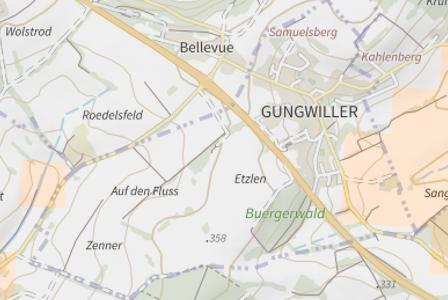 Wolstrod
Samuelsberg
Bellevue
Kahlenberg
Roedelsfeld
GUNGWILLER
Etzlen
Auf den Fluss
Buergerwald
.358
Zenner
.331